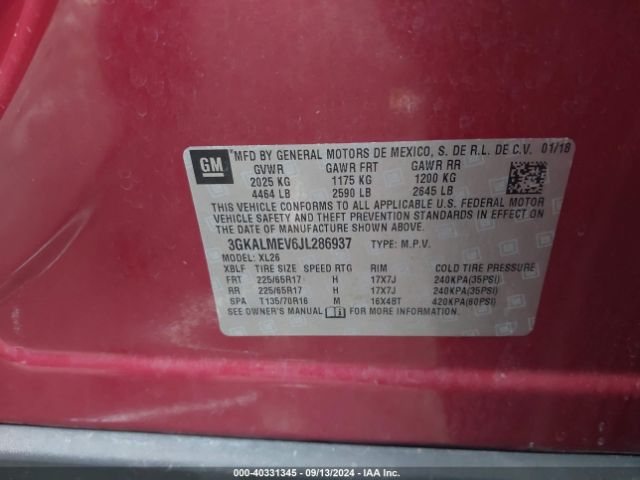 GM
MFD BY GENERAL MOTORS DE MEXICO, S. DE R.L. DE C.V. 01/18
GVWR GAWR FRT GAWR RR
2025 KG 1175 KG 1200 KG
4464 LB 2590 LB 2645 LB
THIS VEHICLE CONFORMS TO ALL APPLICABLE U.S. FEDERAL MOTOR
VEHICLE SAFETY AND THEFT PREVENTION STANDARDS IN EFFECT ON
THE DATE OF MANUFACTURE SHOWN ABOVE.
3GKALMEV6JL286937 TYPE: M.P.V.
MODEL: XL26
XBLF TIRE SIZE SPEED RTG RIM COLD TIRE PRESSURE
FRT 225/65R17 H 17X7J 240KPA(35PSI)
RR 225/65R17 H 17X7J 240KPA(35PSI)
SPA T135/70R16 M 16X4BT 420KPA(60PSI)
SEE OWNER'S MANUAL FOR MORE INFORMATION.
000-40331345 - 09/13/2024 - IAA Inc.